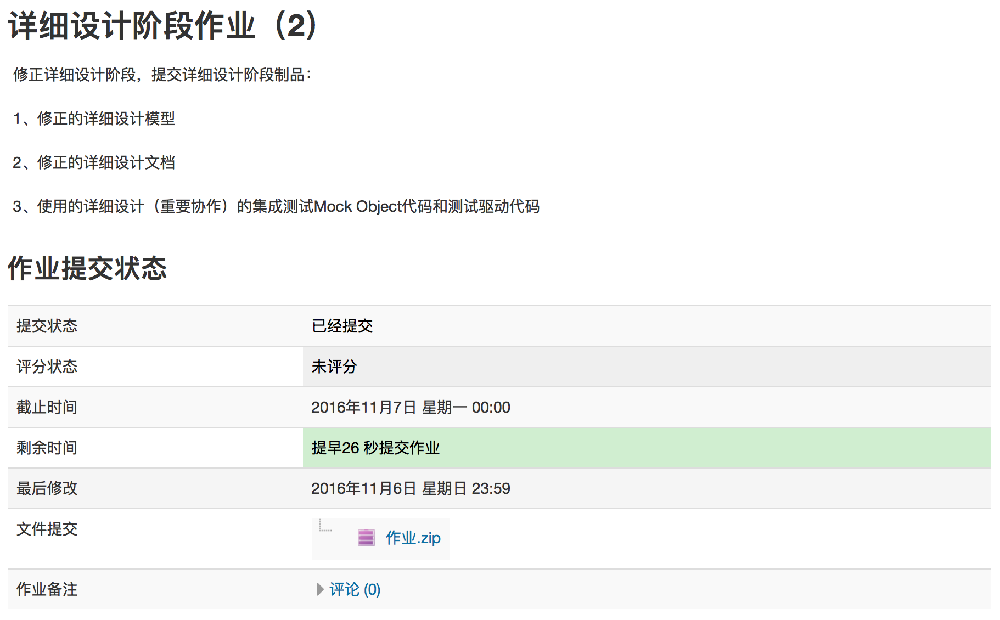 详细设计阶段作业（2）
修正详细设计阶段，提交详细设计阶段制品：
1、修正的详细设计模型
2、修正的详细设计文档
3、使用的详细设计（重要协作）的集成测试Mock Object代码和测试驱动代码
作业提交状态
提交状态 已经提交
评分状态 未评分
截止时间 2016年11月7日 星期一 00:00
剩余时间 提早26 秒提交作业
最后修改 2016年11月6日 星期日 23:59
文件提交 作业.zip
作业备注 评论 (0)